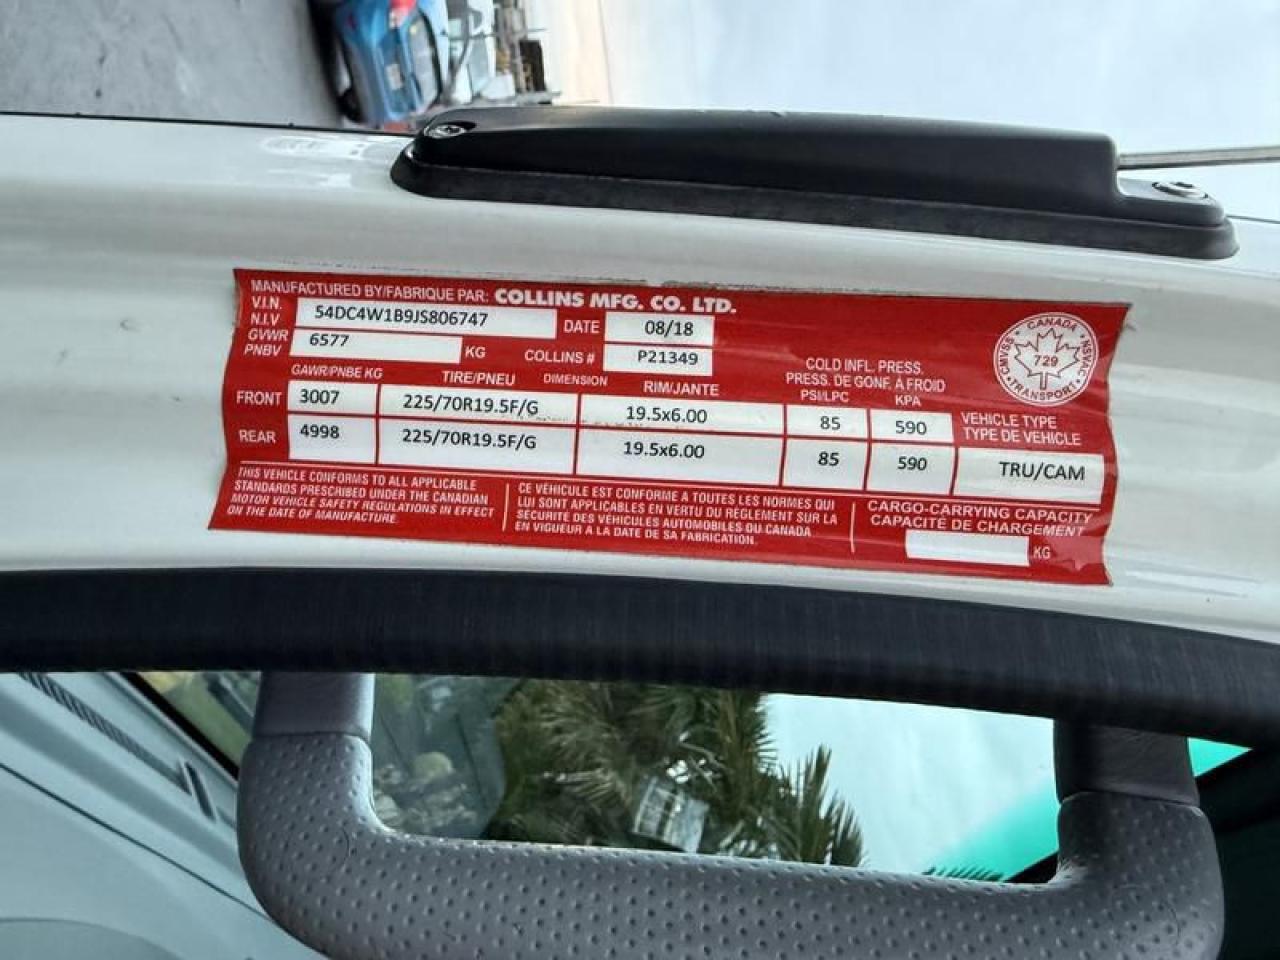 MANUFACTURED BY/FABRIQUE PAR: COLLINS MFG. CO. LTD.
V.I.N. N.I.V 54DC4W1B9JS806747 DATE 08/18
GVWR PNBV 6577 KG COLLINS # P21349
GAWR/PNBE KG TIRE/PNEU DIMENSION RIM/JANTE COLD INFL. PRESS.
PRESS. DE GONF. A FROID
PSI/LPC KPA
FRONT 3007 225/70R19.5F/G 19.5x6.00 85 590 VEHICLE TYPE
TYPE DE VEHICLE
REAR 4998 225/70R19.5F/G 19.5x6.00 85 590 TRU/CAM
THIS VEHICLE CONFORMS TO ALL APPLICABLE
STANDARDS PRESCRIBED UNDER THE CANADIAN
MOTOR VEHICLE SAFETY REGULATIONS IN EFFECT
ON THE DATE OF MANUFACTURE.
CE VÉHICULE EST CONFORME A TOUTES LES NORMES QUI
LUI SONT APPLICABLES EN VERTU DU REGLEMENT SUR LA
SÉCURITÉ DES VÉHICULES AUTOMOBILES DU CANADA
EN VIGUEUR A LA DATE DE SA FABRICATION.
CARGO-CARRYING CAPACITY
CAPACITÉ DE CHARGEMENT
KG
CANADA
CMVSS NSVAC
729
TRANSPORT